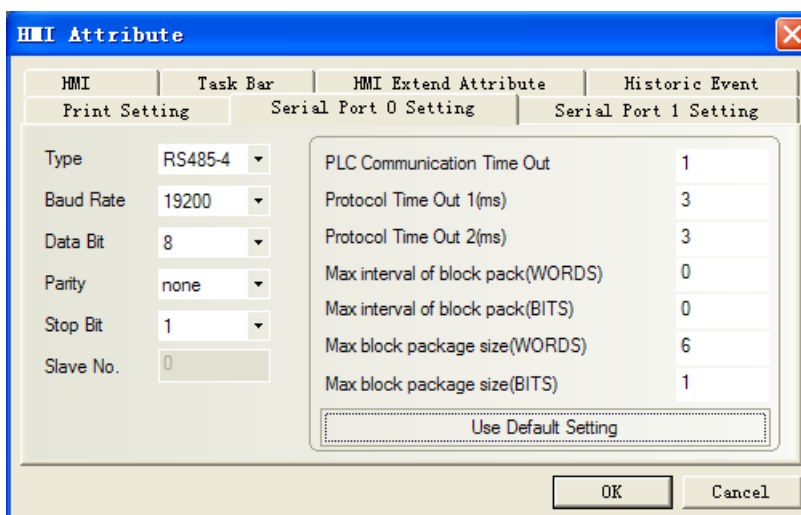 HMI Attribute
HMI Task Bar HMI Extend Attribute Historic Event
Print Setting Serial Port 0 Setting Serial Port 1 Setting
Type RS485-4
Baud Rate 19200
Data Bit 8
Parity none
Stop Bit 1
Slave No. 0
PLC Communication Time Out 1
Protocol Time Out 1(ms) 3
Protocol Time Out 2(ms) 3
Max interval of block pack(WORDS) 0
Max interval of block pack(BITS) 0
Max block package size(WORDS) 6
Max block package size(BITS) 1
Use Default Setting
OK Cancel